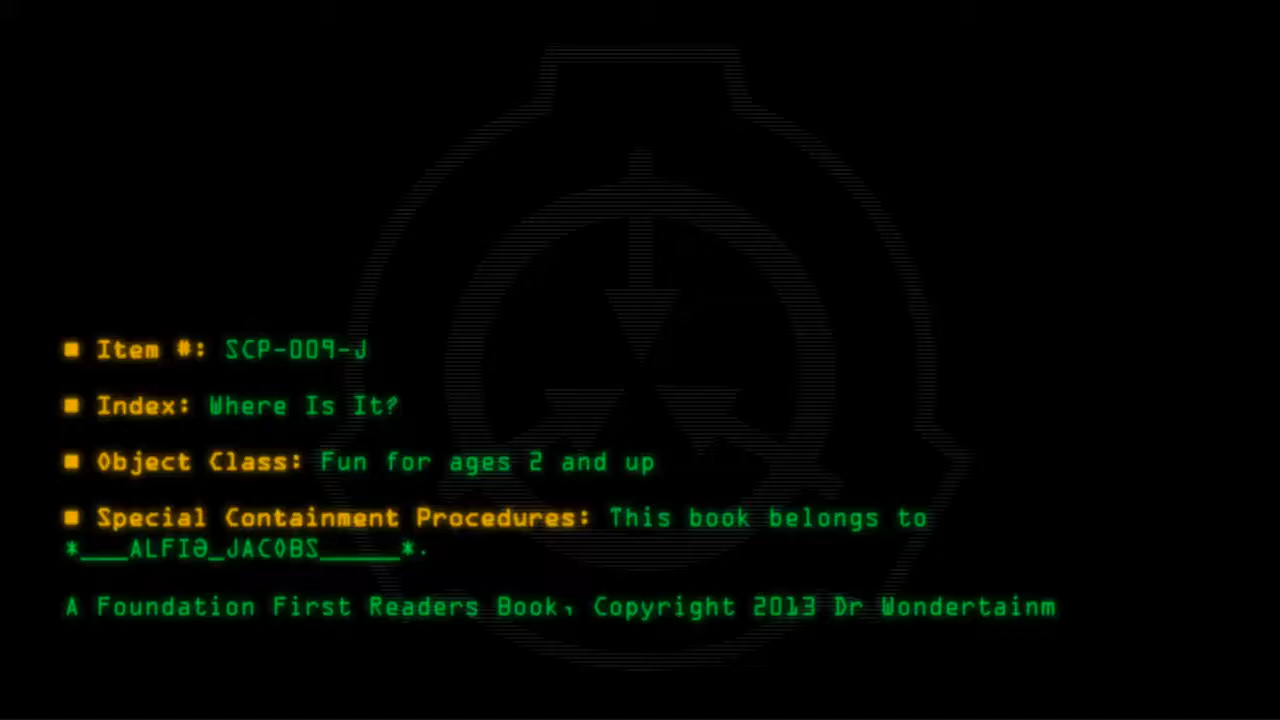 ■ Item #: SCP-009-J
■ Index: Where Is It?
■ Object Class: Fun for ages 2 and up
■ Special Containment Procedures: This book belongs to
*___ALFIƏ_JACOBS_____*.
A Foundation First Readers Book, Copyright 2013 Dr Wondertainm